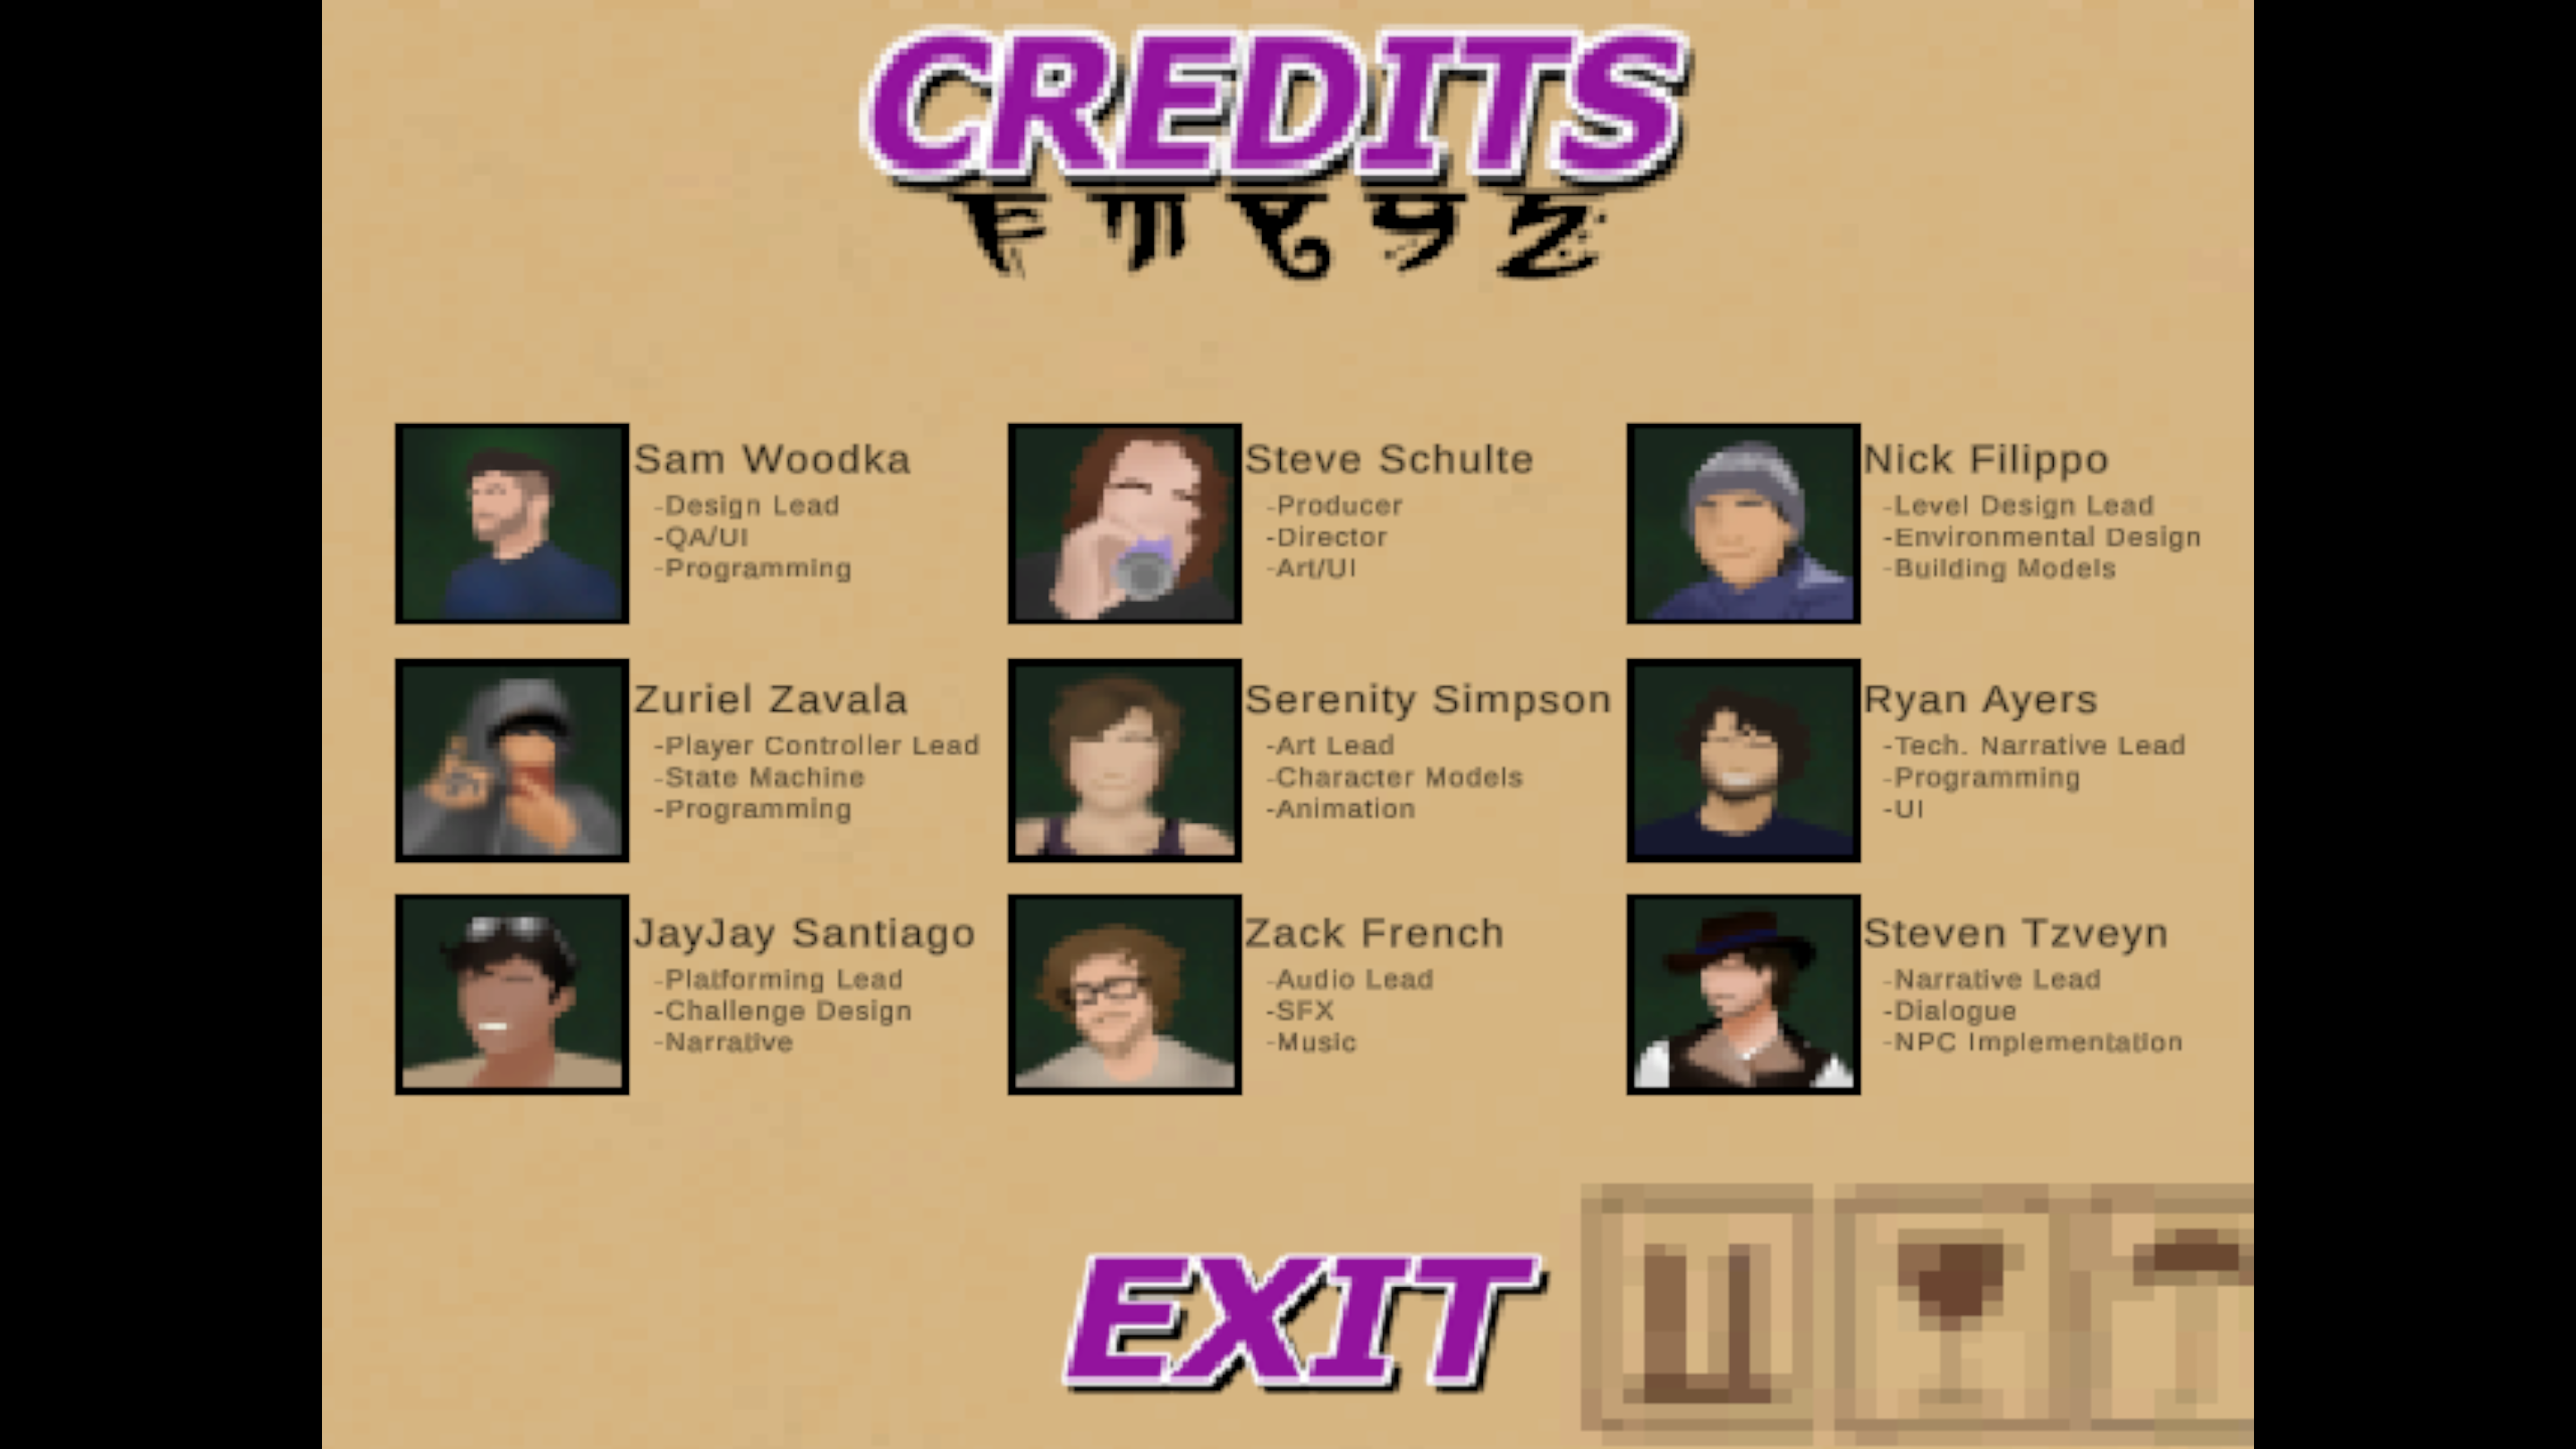 CREDITS
Sam Woodka
-Design Lead
-QA/UI
-Programming
Steve Schulte
-Producer
-Director
-Art/UI
Nick Filippo
-Level Design Lead
-Environmental Design
-Building Models
Zuriel Zavala
-Player Controller Lead
-State Machine
-Programming
Serenity Simpson
-Art Lead
-Character Models
-Animation
Ryan Ayers
-Tech. Narrative Lead
-Programming
-UI
JayJay Santiago
-Platforming Lead
-Challenge Design
-Narrative
Zack French
-Audio Lead
-SFX
-Music
Steven Tzveyn
-Narrative Lead
-Dialogue
-NPC Implementation
EXIT